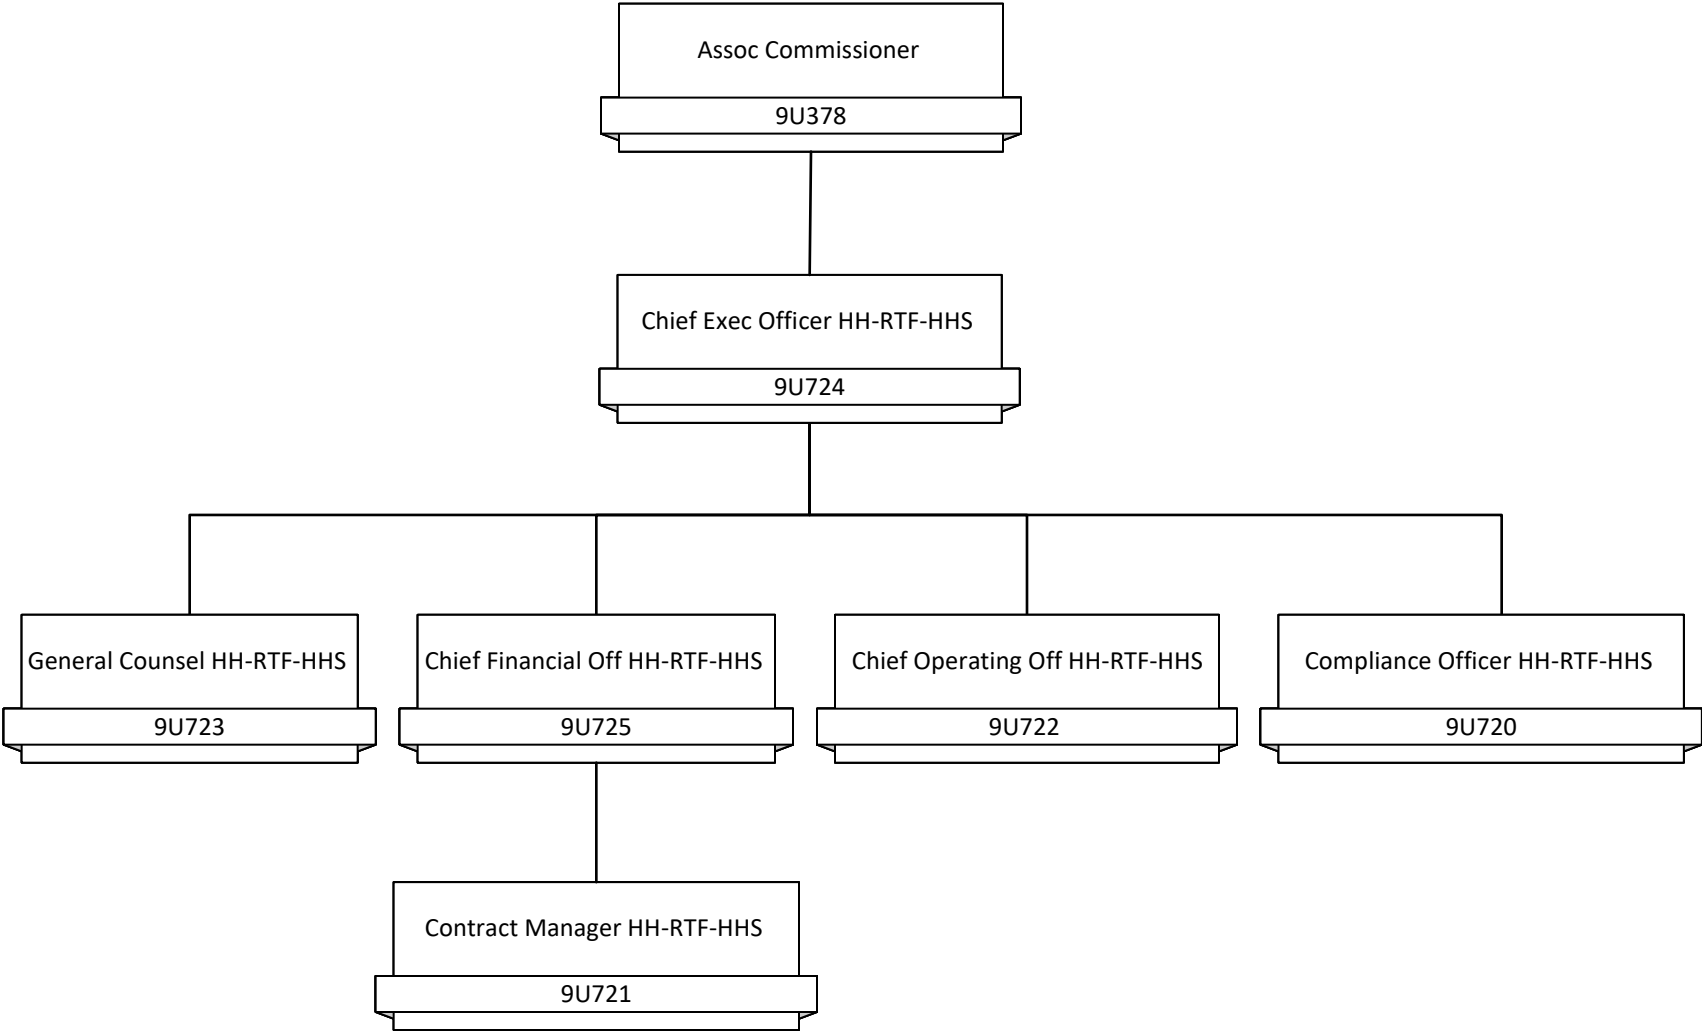 Assoc Commissioner
9U378
Chief Exec Officer HH-RTF-HHS
9U724
General Counsel HH-RTF-HHS
9U723
Chief Financial Off HH-RTF-HHS
9U725
Chief Operating Off HH-RTF-HHS
9U722
Compliance Officer HH-RTF-HHS
9U720
Contract Manager HH-RTF-HHS
9U721